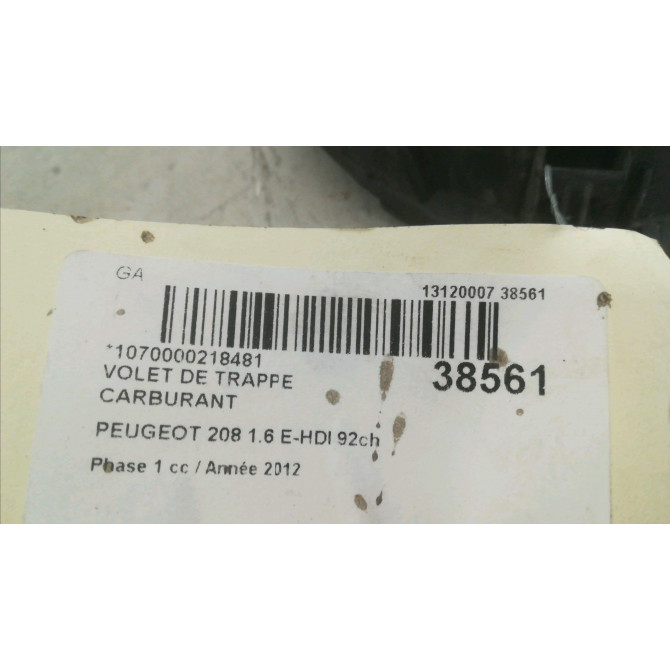 GA
13120007 38561
*1070000218481
38561
VOLET DE TRAPPE
CARBURANT
PEUGEOT 208 1.6 E-HDI 92ch
Phase 1 cc / Année 2012